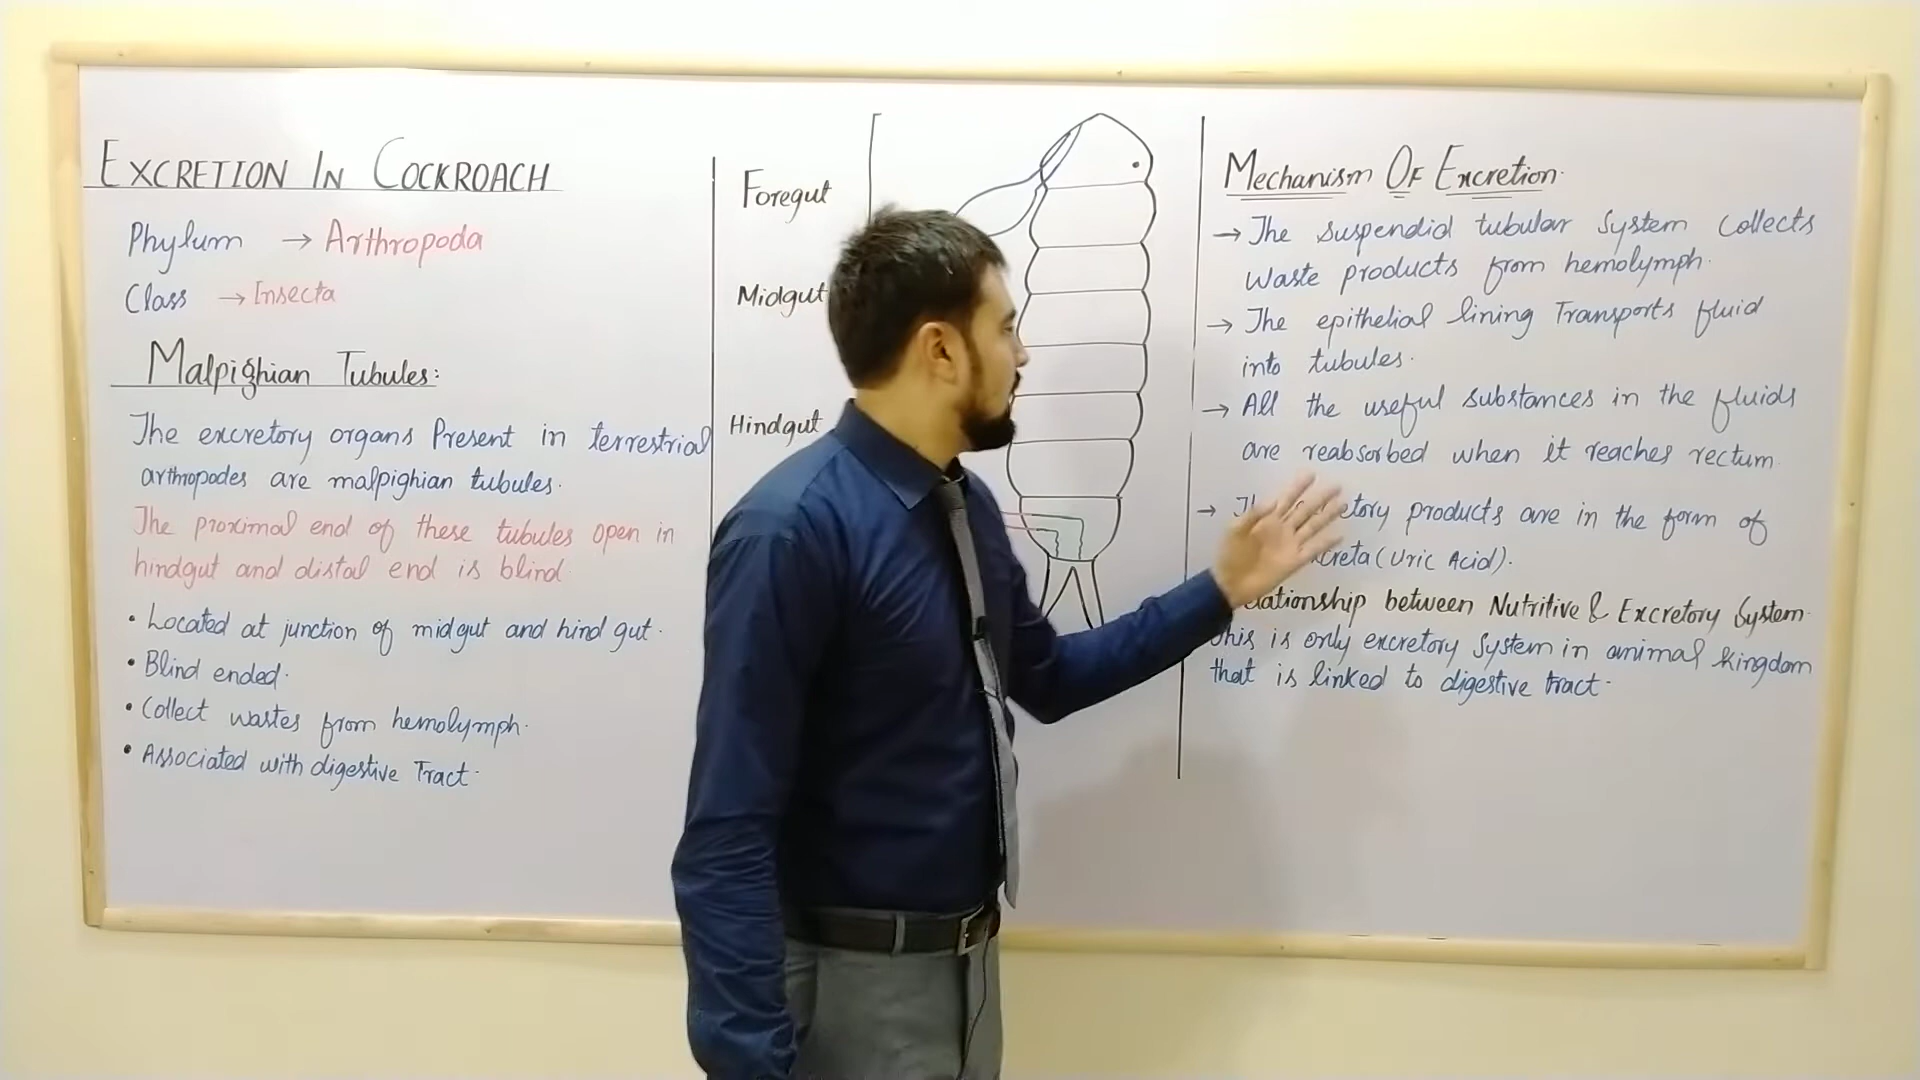 EXCRETION IN COCKROACH
Phylum → Arthropoda
Class → Insecta
Malpighian Tubules:
The excretory organs Present in terrestrial
arthropodes are malpighian tubules.
The proximal end of these tubules open in
hindgut and distal end is blind.
• Located at junction of midgut and hind gut.
• Blind ended.
• Collect wastes from hemolymph.
• Associated with digestive Tract.
Foregut
Midgut
Hindgut
Mechanism OF Excretion.
→ The suspendid tubular System Collects
Waste products from hemolymph.
→ The epithelial lining Transports fluid
into tubules.
→ All the useful substances in the fluids
are reabsorbed when it reaches rectum.
→ products are in the form of
(Uric Acid).
between Nutritive & Excretory System.
This is only excretory System in animal kingdom
that is linked to digestive tract.